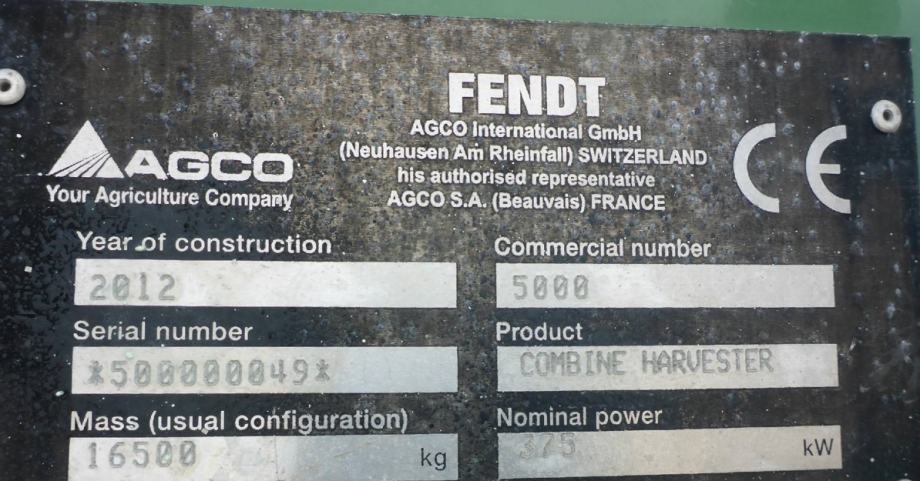 FENDT
AGCO International GmbH
(Neuhausen Am Rheinfall) SWITZERLAND
his authorised representative
AGCO S.A. (Beauvais) FRANCE
AGCO
Your Agriculture Company
CE
Year of construction
2012
Commercial number
5000
Serial number
*500000049*
Product
COMBINE HARVESTER
Mass (usual configuration)
16500 kg
Nominal power
375 kW